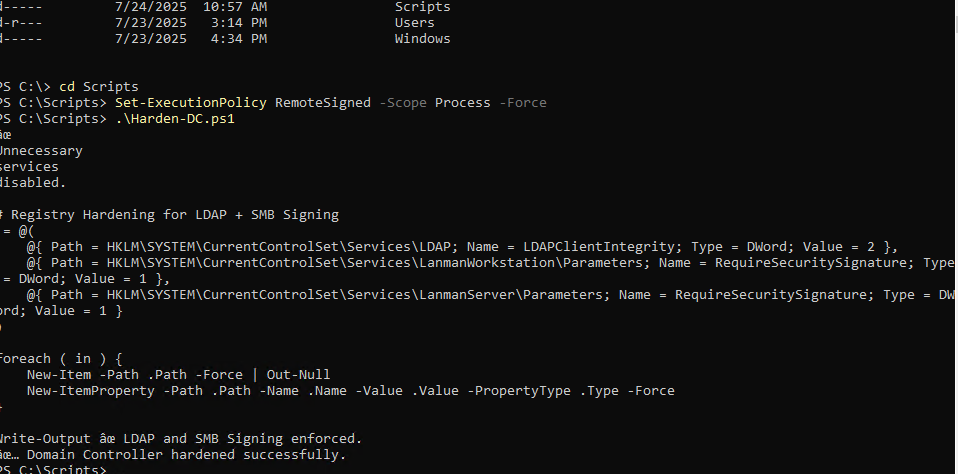 d-----        7/24/2025  10:57 AM                Scripts
d-r---        7/23/2025   3:14 PM                Users
d-----        7/23/2025   4:34 PM                Windows
PS C:\> cd Scripts
PS C:\Scripts> Set-ExecutionPolicy RemoteSigned -Scope Process -Force
PS C:\Scripts> .\Harden-DC.ps1
âœ
Unnecessary
services
disabled.
# Registry Hardening for LDAP + SMB Signing
= @(
    @{ Path = HKLM\SYSTEM\CurrentControlSet\Services\LDAP; Name = LDAPClientIntegrity; Type = DWord; Value = 2 },
    @{ Path = HKLM\SYSTEM\CurrentControlSet\Services\LanmanWorkstation\Parameters; Name = RequireSecuritySignature; Type
= DWord; Value = 1 },
    @{ Path = HKLM\SYSTEM\CurrentControlSet\Services\LanmanServer\Parameters; Name = RequireSecuritySignature; Type = DW
ord; Value = 1 }
)
foreach ( in ) {
    New-Item -Path .Path -Force | Out-Null
    New-ItemProperty -Path .Path -Name .Name -Value .Value -PropertyType .Type -Force
}
Write-Output âœ LDAP and SMB Signing enforced.
âœ… Domain Controller hardened successfully.
PS C:\Scripts>